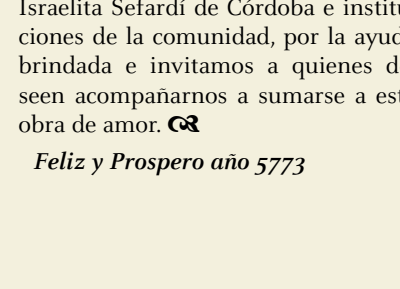 Israelita Sefardí de Córdoba e institu
ciones de la comunidad, por la ayud
brindada e invitamos a quienes d
seen acompañarnos a sumarse a est
obra de amor.
Feliz y Prospero año 5773